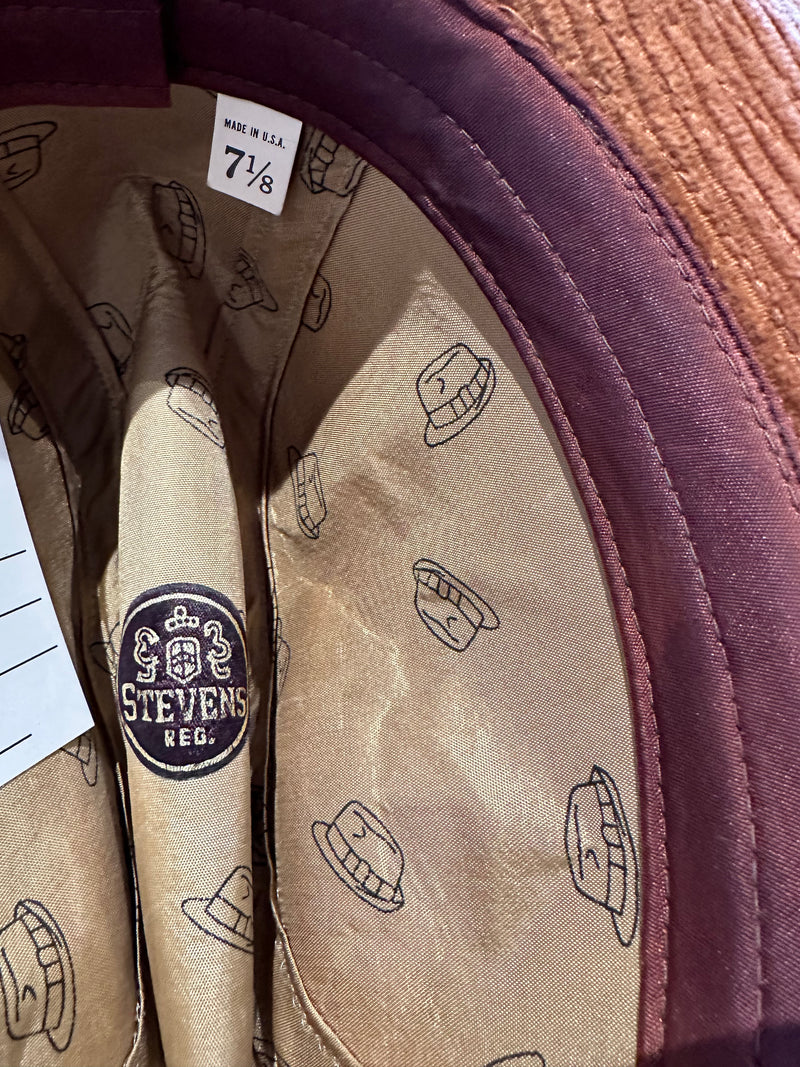 MADE IN U.S.A.
7 1/8
STEVENS
REG.